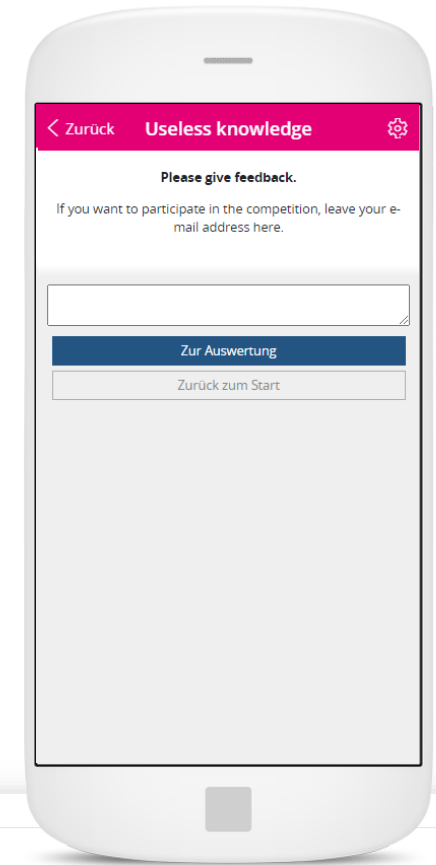 Zurück Useless knowledge
Please give feedback.
If you want to participate in the competition, leave your e-
mail address here.
Zur Auswertung
Zurück zum Start